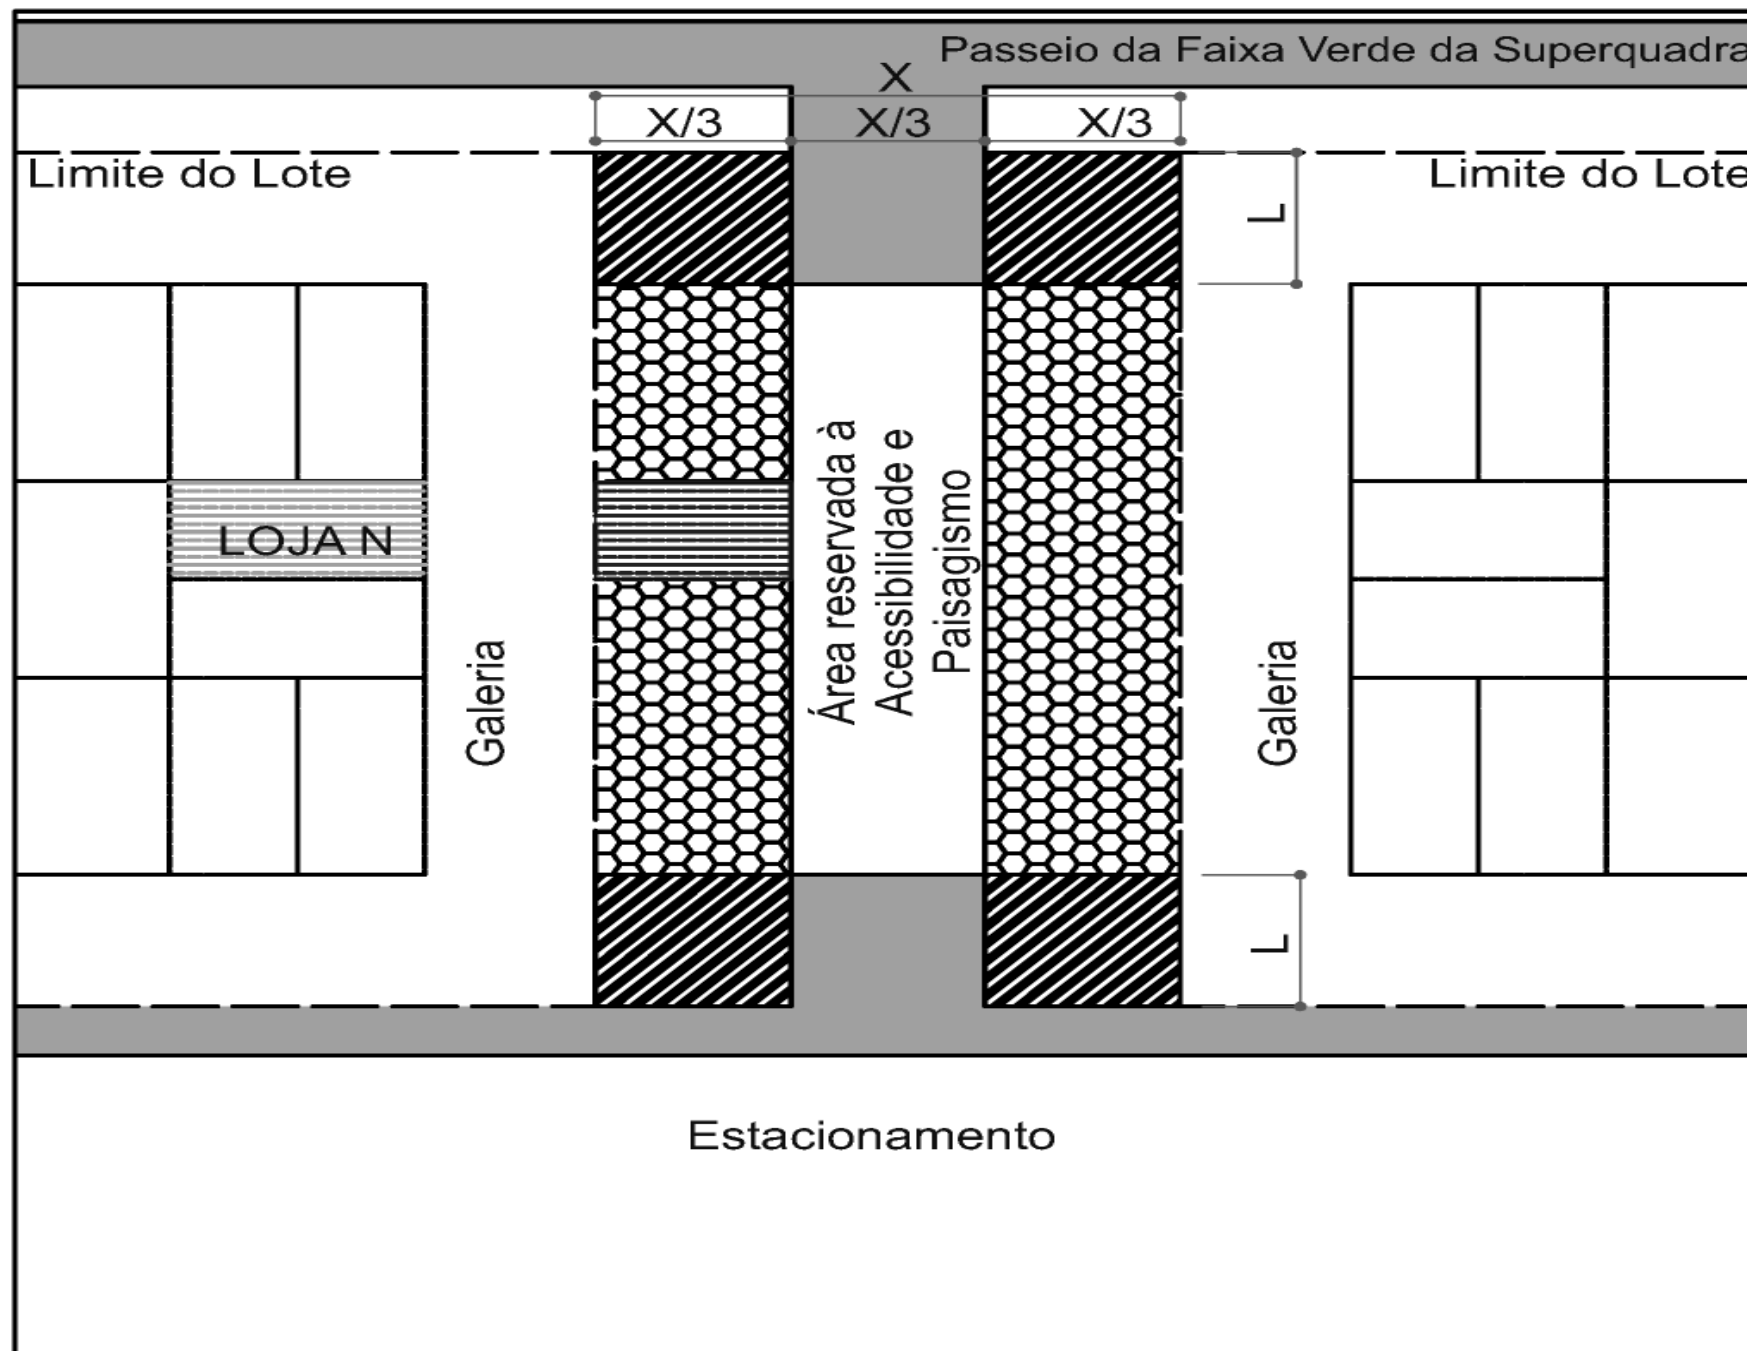 Passeio da Faixa Verde da Superquadra
X
X/3
X/3
X/3
Limite do Lote
Limite do Lote
L
LOJA N
Área reservada à
Acessibilidade e
Paisagismo
Galeria
Galeria
L
Estacionamento